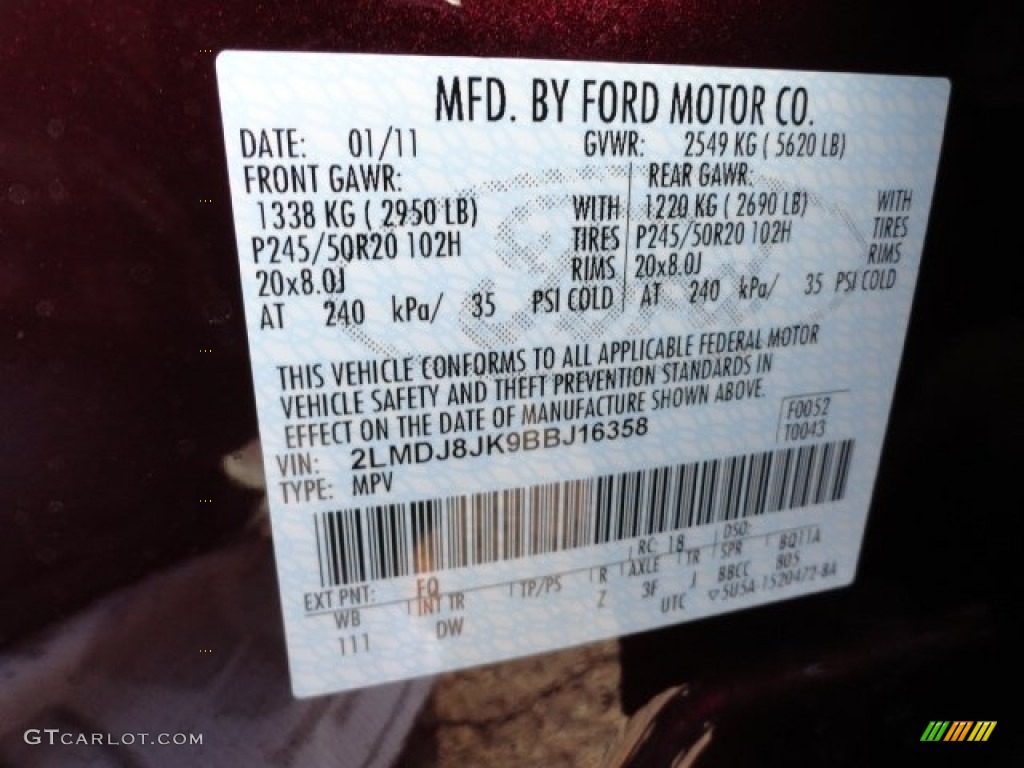 MFD. BY FORD MOTOR CO.
DATE: 01/11 GVWR: 2549 KG ( 5620 LB)
FRONT GAWR: REAR GAWR:
1338 KG ( 2950 LB) WITH 1220 KG ( 2690 LB) WITH
P245/50R20 102H TIRES P245/50R20 102H TIRES
20x8.0J RIMS 20x8.0J RIMS
AT 240 kPa/ 35 PSI COLD AT 240 kPa/ 35 PSI COLD
THIS VEHICLE CONFORMS TO ALL APPLICABLE FEDERAL MOTOR
VEHICLE SAFETY AND THEFT PREVENTION STANDARDS IN
EFFECT ON THE DATE OF MANUFACTURE SHOWN ABOVE.
F0052
T0043
VIN: 2LMDJ8JK9BBJ16358
TYPE: MPV
EXT PNT: FQ RC: 18 DSO:
WB INT TR TP/PS R AXLE TR SPR BQ11A
111 DW Z 3F J BBCC 805
UTC ▽5U5A-1520472-BA
GTCARLOT.COM